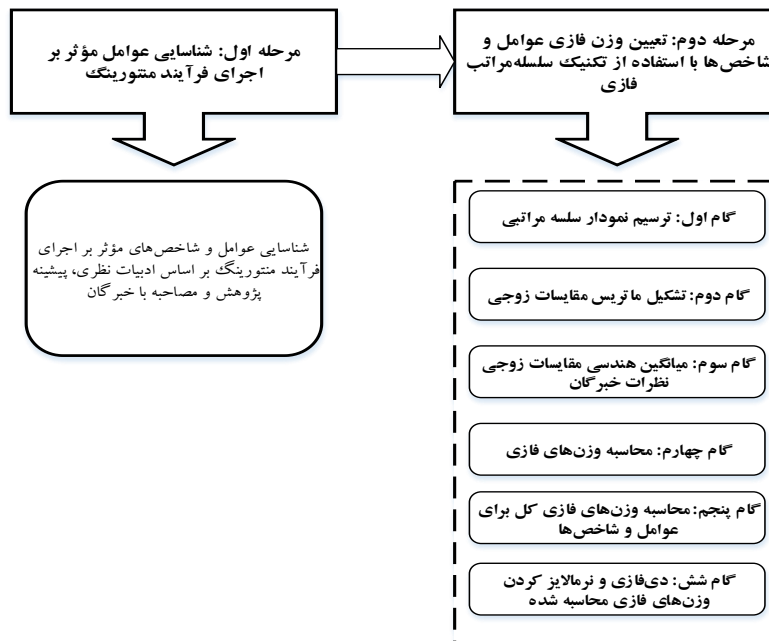 مرحله اول: شناسایی عوامل مؤثر بر
اجرای فرآیند منتورینگ
شناسایی عوامل و شاخص‌های مؤثر بر اجرای
فرآیند منتورینگ بر اساس ادبیات نظری، پیشینه
پژوهش و مصاحبه با خبرگان
مرحله دوم: تعیین وزن فازی عوامل و
شاخص‌ها با استفاده از تکنیک سلسله‌مراتب
فازی
گام اول: ترسیم نمودار سلسه مراتبی
گام دوم: تشکیل ماتریس مقایسات زوجی
گام سوم: میانگین هندسی مقایسات زوجی
نظرات خبرگان
گام چهارم: محاسبه وزن‌های فازی
گام پنجم: محاسبه وزن‌های فازی کل برای
عوامل و شاخص‌ها
گام شش: دی‌فازی و نرمالایز کردن
وزن‌های فازی محاسبه شده